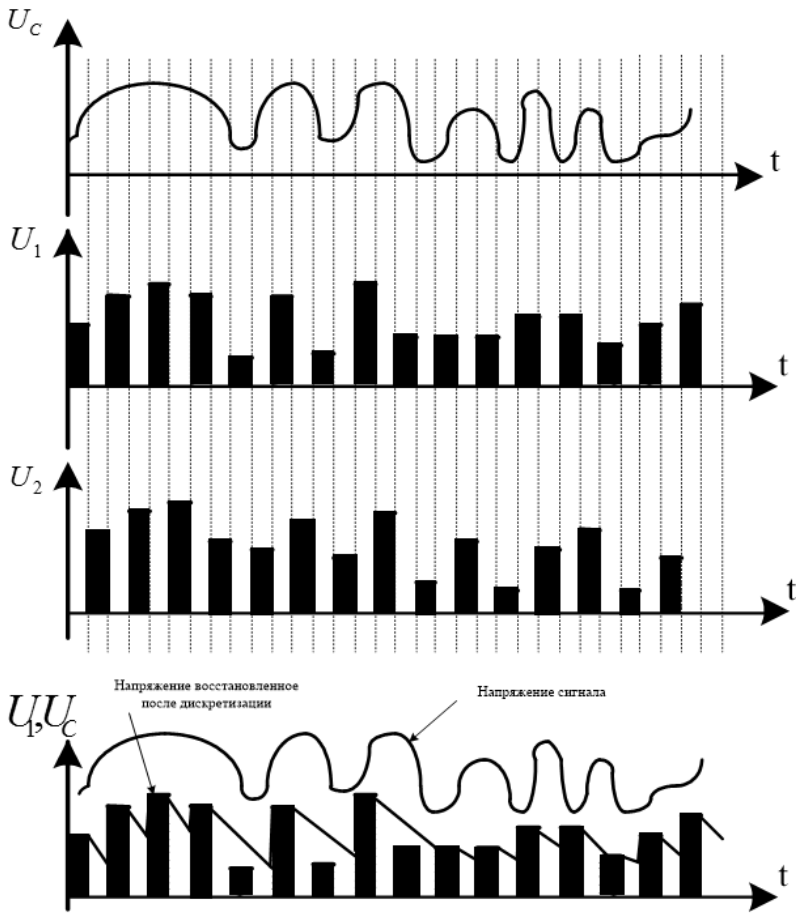 U_C
t
U_1
t
U_2
t
Напряжение восстановленное
после дискретизации
Напряжение сигнала
U_1,U_C
t